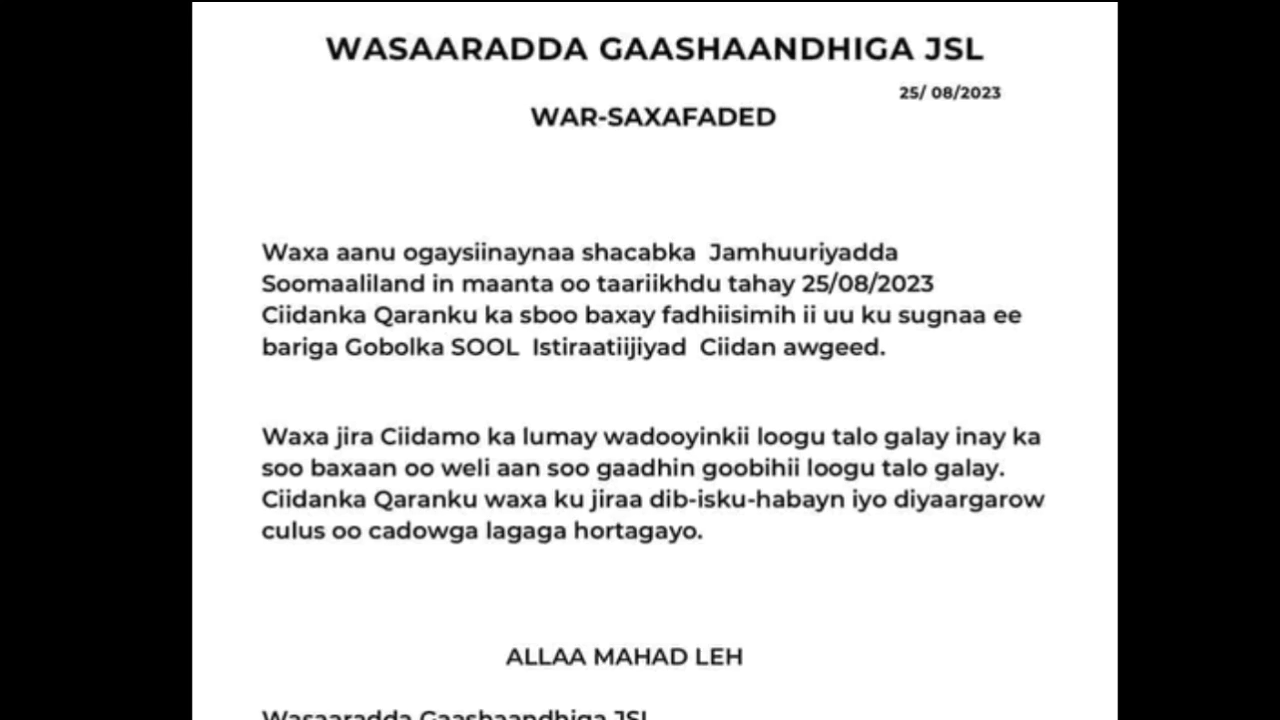 WASAARADDA GAASHAANDHIGA JSL
25/ 08/2023
WAR-SAXAFADED
Waxa aanu ogaysiinaynaa shacabka Jamhuuriyadda
Soomaaliland in maanta oo taariikhdu tahay 25/08/2023
Ciidanka Qaranku ka sboo baxay fadhiisimih ii uu ku sugnaa ee
bariga Gobolka SOOL Istiraatiijiyad Ciidan awgeed.
Waxa jira Ciidamo ka lumay wadooyinkii loogu talo galay inay ka
soo baxaan oo weli aan soo gaadhin goobihii loogu talo galay.
Ciidanka Qaranku waxa ku jiraa dib-isku-habayn iyo diyaargarow
culus oo cadowga lagaga hortagayo.
ALLAA MAHAD LEH
Wasaaradda Gaashaandhiga JSL